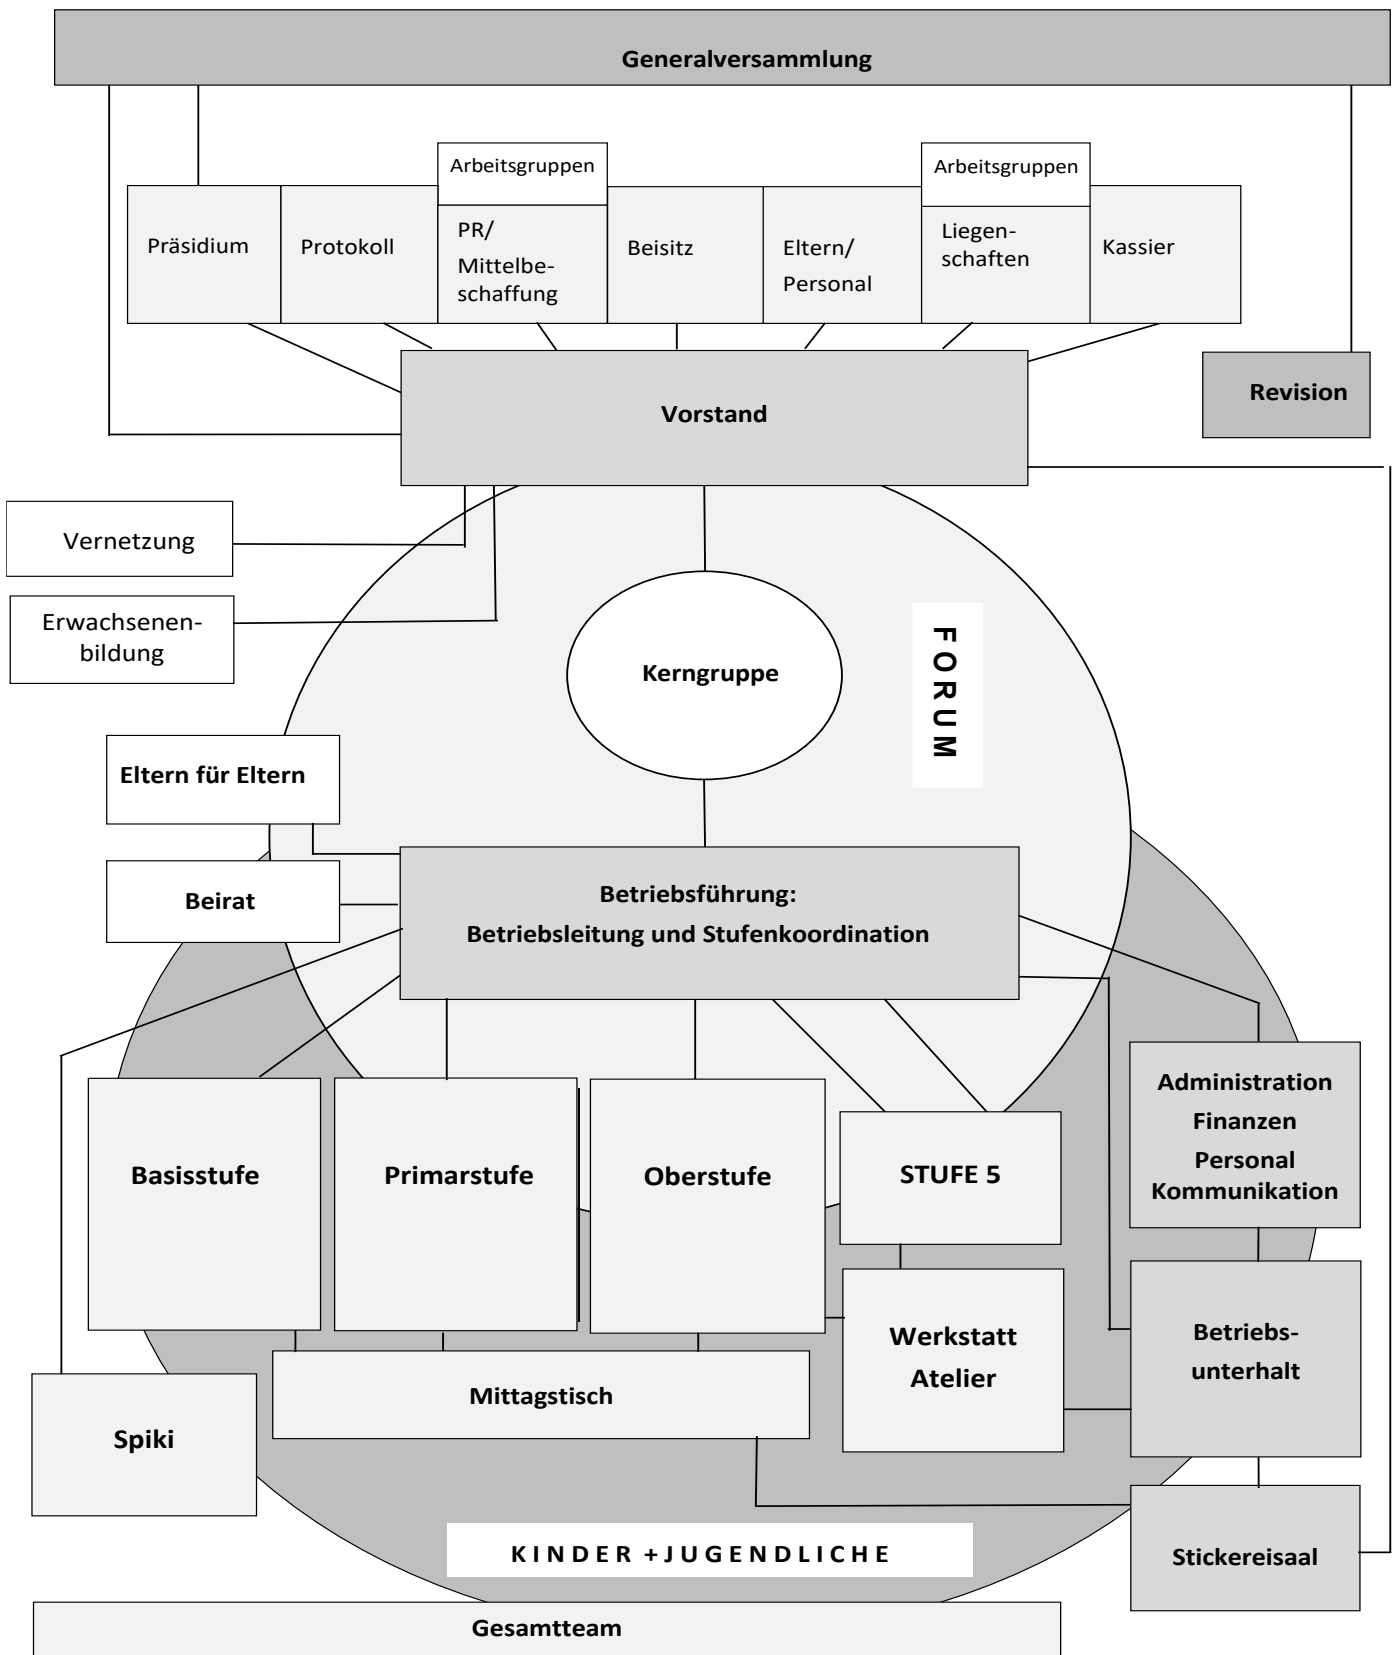 Generalversammlung
Arbeitsgruppen
Arbeitsgruppen
Präsidium
Protokoll
PR/
Mittelbe-
schaffung
Beisitz
Eltern/
Personal
Liegen-
schaften
Kassier
Vorstand
Revision
Vernetzung
Erwachsenen-
bildung
Kerngruppe
FORUM
Eltern für Eltern
Beirat
Betriebsführung:
Betriebsleitung und Stufenkoordination
Basisstufe
Primarstufe
Oberstufe
STUFE 5
Administration
Finanzen
Personal
Kommunikation
Werkstatt
Atelier
Betriebs-
unterhalt
Mittagstisch
Spiki
KINDER +JUGENDLICHE
Stickereisaal
Gesamtteam